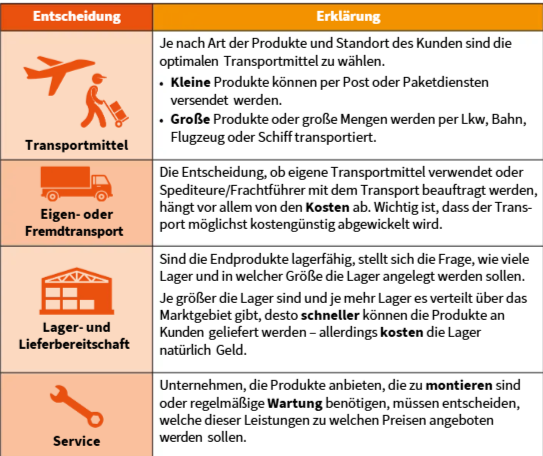 Entscheidung
Erklärung
Transportmittel
Je nach Art der Produkte und Standort des Kunden sind die
optimalen Transportmittel zu wählen.
• Kleine Produkte können per Post oder Paketdiensten
versendet werden.
• Große Produkte oder große Mengen werden per Lkw, Bahn,
Flugzeug oder Schiff transportiert.
Eigen- oder
Fremdtransport
Die Entscheidung, ob eigene Transportmittel verwendet oder
Spediteure/Frachtführer mit dem Transport beauftragt werden,
hängt vor allem von den Kosten ab. Wichtig ist, dass der Trans-
port möglichst kostengünstig abgewickelt wird.
Lager- und
Lieferbereitschaft
Sind die Endprodukte lagerfähig, stellt sich die Frage, wie viele
Lager und in welcher Größe die Lager angelegt werden sollen.
Je größer die Lager sind und je mehr Lager es verteilt über das
Marktgebiet gibt, desto schneller können die Produkte an
Kunden geliefert werden – allerdings kosten die Lager
natürlich Geld.
Service
Unternehmen, die Produkte anbieten, die zu montieren sind
oder regelmäßige Wartung benötigen, müssen entscheiden,
welche dieser Leistungen zu welchen Preisen angeboten
werden sollen.